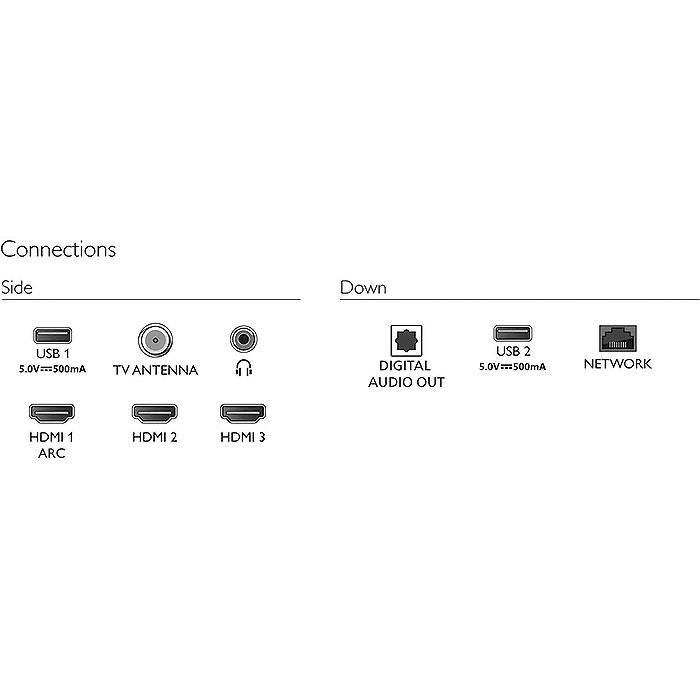 Connections
Side
USB 1
5.0V⎓500mA
TV ANTENNA
HDMI 1
ARC
HDMI 2
HDMI 3
Down
DIGITAL
AUDIO OUT
USB 2
5.0V⎓500mA
NETWORK